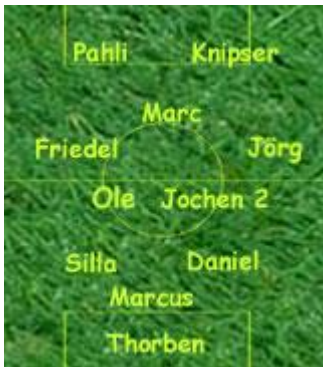 Pahli Knipser
Marc
Friedel Jörg
Ole Jochen 2
Silla Daniel
Marcus
Thorben